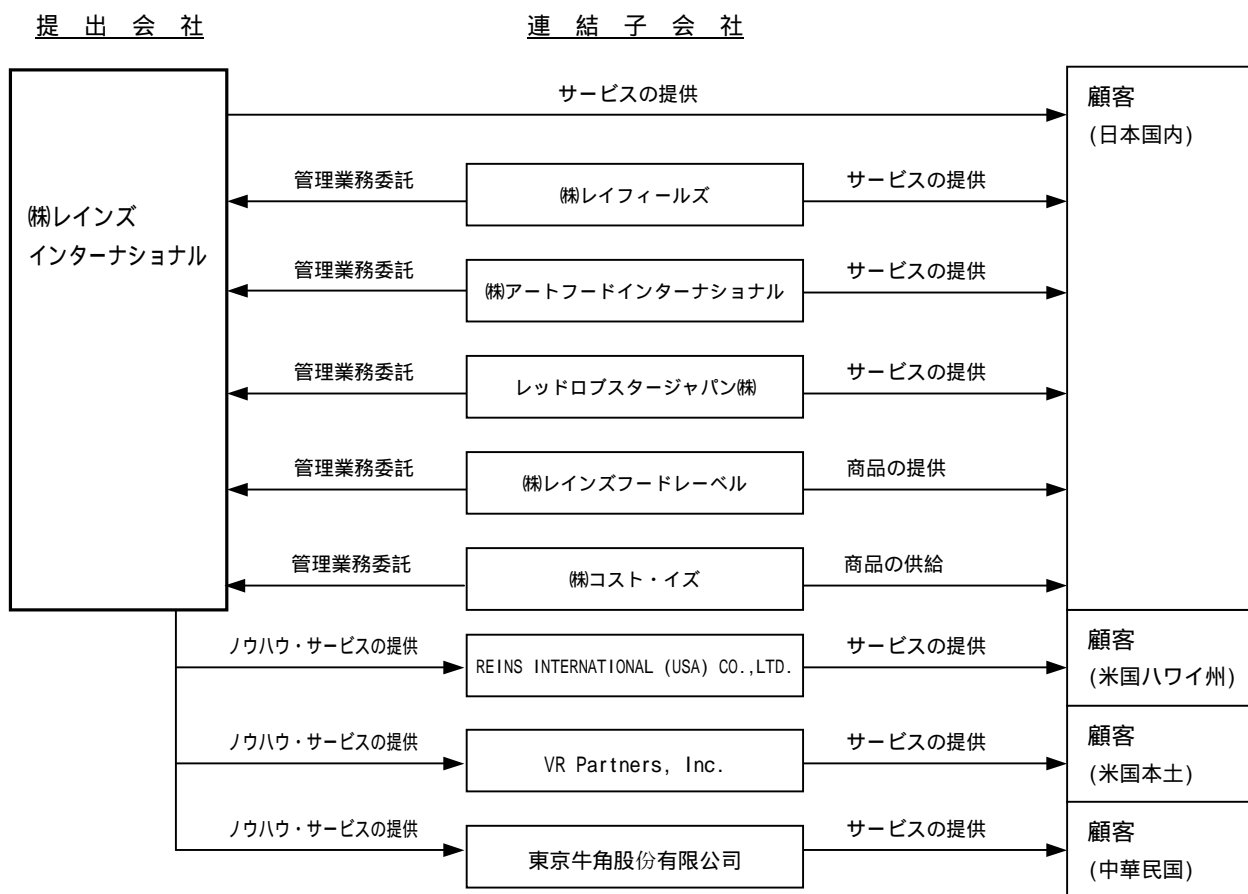 提 出 会 社
連 結 子 会 社
㈱レインズ
インターナショナル
サービスの提供
顧客
(日本国内)
管理業務委託
㈱レイフィールズ
サービスの提供
管理業務委託
㈱アートフードインターナショナル
サービスの提供
管理業務委託
レッドロブスタージャパン㈱
サービスの提供
管理業務委託
㈱レインズフードレーベル
商品の提供
管理業務委託
㈱コスト・イズ
商品の供給
ノウハウ・サービスの提供
REINS INTERNATIONAL (USA) CO.,LTD.
サービスの提供
顧客
(米国ハワイ州)
ノウハウ・サービスの提供
VR Partners, Inc.
サービスの提供
顧客
(米国本土)
ノウハウ・サービスの提供
東京牛角股份有限公司
サービスの提供
顧客
(中華民国)